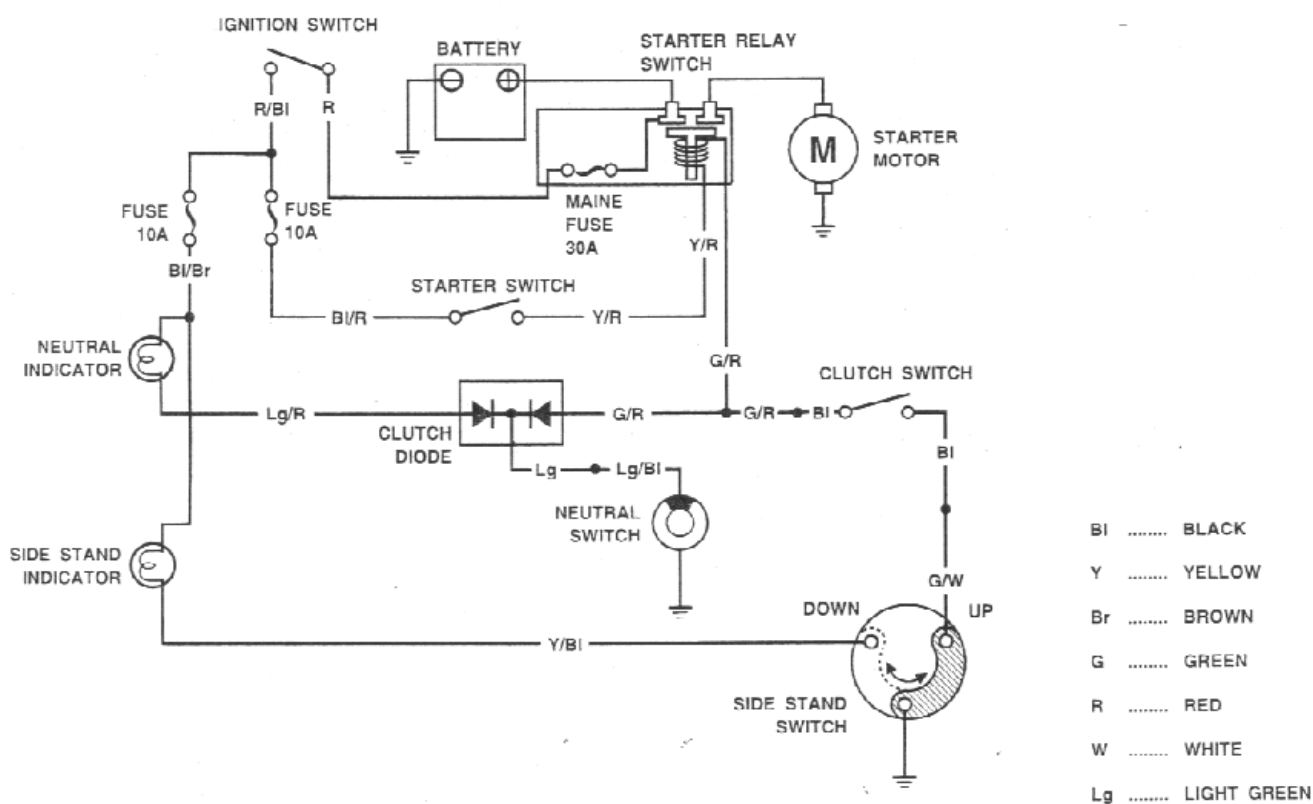 IGNITION SWITCH
BATTERY
STARTER RELAY
SWITCH
R/Bl
R
M
STARTER
MOTOR
FUSE
10A
FUSE
10A
MAINE
FUSE
30A
Y/R
Bl/Br
STARTER SWITCH
Bl/R
Y/R
NEUTRAL
INDICATOR
G/R
CLUTCH SWITCH
Lg/R
CLUTCH
DIODE
G/R
G/R
Bl
Bl
Lg
Lg/Bl
NEUTRAL
SWITCH
SIDE STAND
INDICATOR
G/W
DOWN
UP
Y/Bl
SIDE STAND
SWITCH
Bl ........ BLACK
Y ........ YELLOW
Br ........ BROWN
G ........ GREEN
R ........ RED
W ........ WHITE
Lg ........ LIGHT GREEN